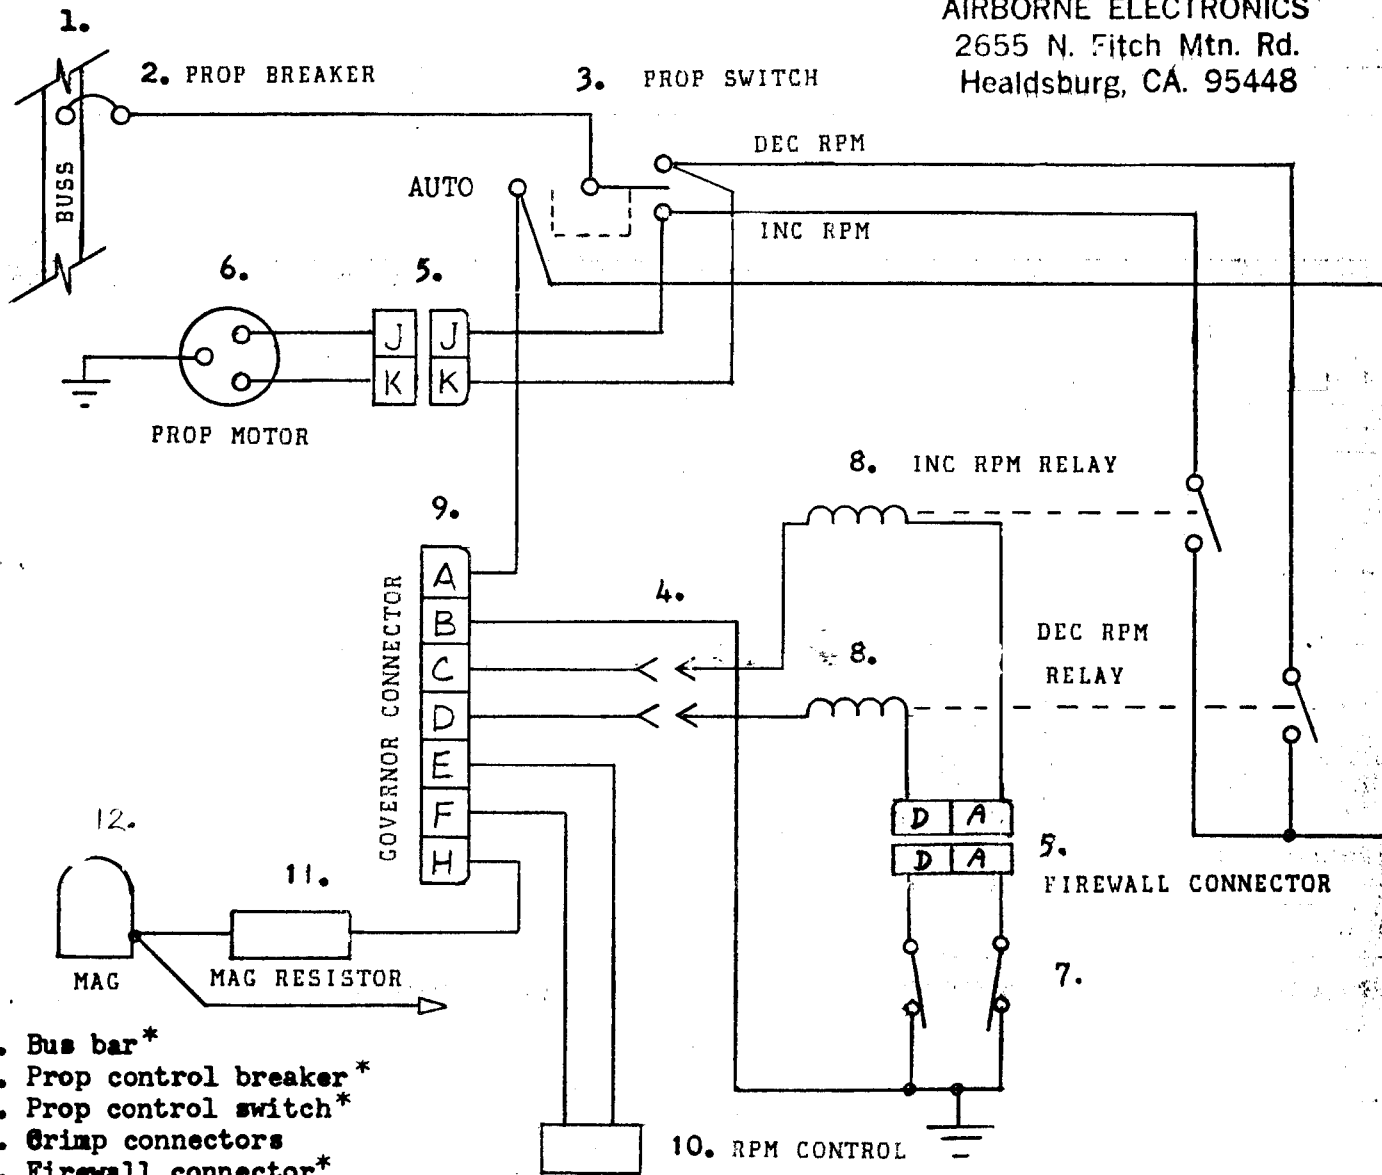 AIRBORNE ELECTRONICS
2655 N. Fitch Mtn. Rd.
Healdsburg, CA. 95448
1.
2. PROP BREAKER
3. PROP SWITCH
DEC RPM
AUTO
BUSS
INC RPM
6.
5.
J J
K K
PROP MOTOR
8. INC RPM RELAY
9.
GOVERNOR CONNECTOR
A
B
C
D
E
F
H
4.
8.
DEC RPM
RELAY
D A
D A
5.
FIREWALL CONNECTOR
7.
12.
11.
MAG
MAG RESISTOR
. Bus bar*
. Prop control breaker*
. Prop control switch*
. Crimp connectors
. Firewall connector*
10. RPM CONTROL